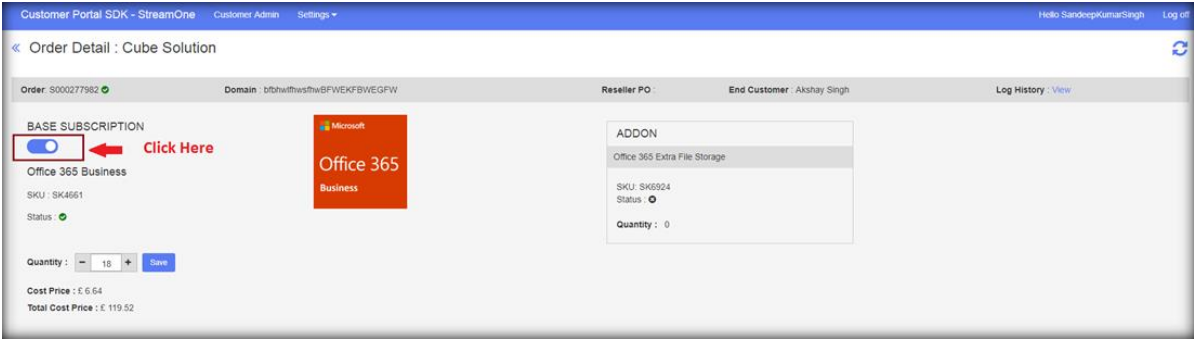 Customer Portal SDK - StreamOne Customer Admin Settings Hello SandeepKumarSingh Log off
« Order Detail : Cube Solution
Order: S000277982 Domain : bfbhwlfhwsfhwBFWEKFBWEGFW Reseller PO : End Customer : Akshay Singh Log History : View
BASE SUBSCRIPTION
Click Here
Office 365 Business
SKU : SK4661
Status :
Quantity : - 18 + Save
Cost Price : £ 6.64
Total Cost Price : £ 119.52
Microsoft
Office 365
Business
ADDON
Office 365 Extra File Storage
SKU: SK6924
Status :
Quantity : 0